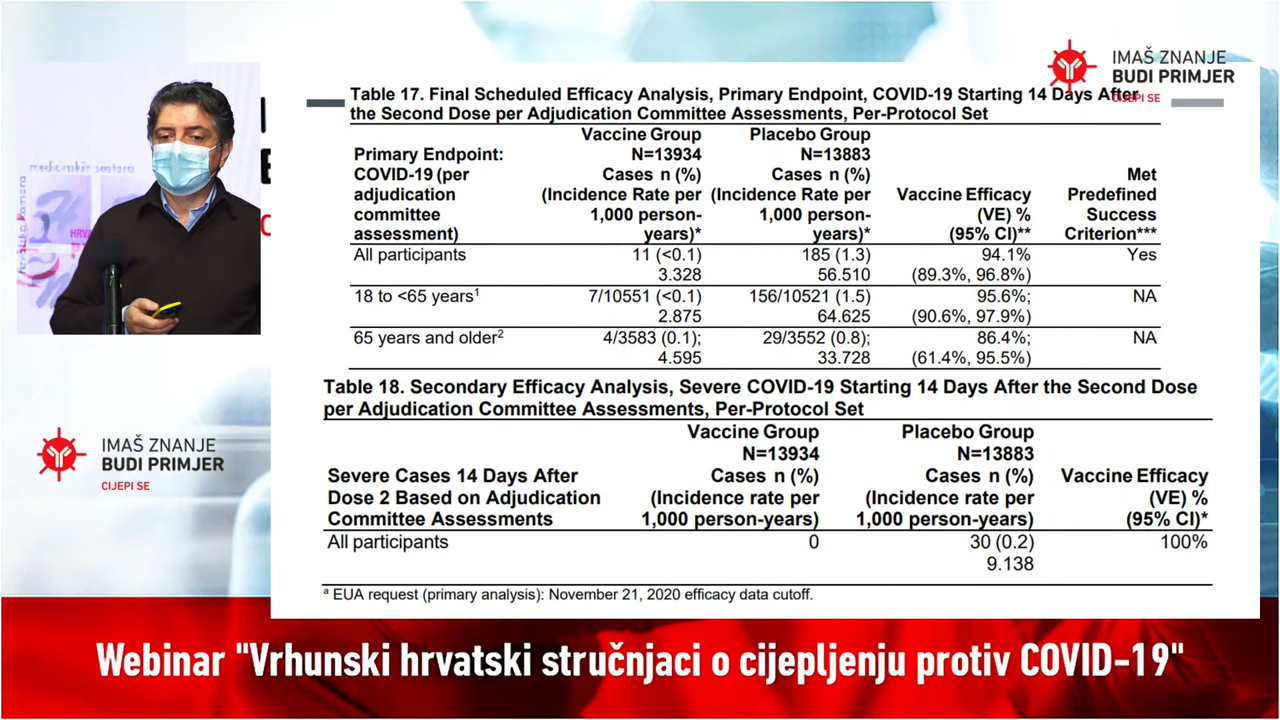 IMAŠ ZNANJE
BUDI PRIMJER
CIJEPI SE
Table 17. Final Scheduled Efficacy Analysis, Primary Endpoint, COVID-19 Starting 14 Days After
the Second Dose per Adjudication Committee Assessments, Per-Protocol Set
Primary Endpoint:
COVID-19 (per
adjudication
committee
assessment)
Vaccine Group
N=13934
Cases n (%)
(Incidence Rate per
1,000 person-
years)*
Placebo Group
N=13883
Cases n (%)
(Incidence Rate per
1,000 person-
years)*
Vaccine Efficacy
(VE) %
(95% CI)**
Met
Predefined
Success
Criterion***
All participants 11 (<0.1) 185 (1.3) 94.1% Yes
3.328 56.510 (89.3%, 96.8%)
18 to <65 years¹ 7/10551 (<0.1) 156/10521 (1.5) 95.6%; NA
2.875 64.625 (90.6%, 97.9%)
65 years and older² 4/3583 (0.1); 29/3552 (0.8); 86.4%; NA
4.595 33.728 (61.4%, 95.5%)
Table 18. Secondary Efficacy Analysis, Severe COVID-19 Starting 14 Days After the Second Dose
per Adjudication Committee Assessments, Per-Protocol Set
Severe Cases 14 Days After
Dose 2 Based on Adjudication
Committee Assessments
Vaccine Group
N=13934
Cases n (%)
(Incidence rate per
1,000 person-years)
Placebo Group
N=13883
Cases n (%)
(Incidence rate per
1,000 person-years)
Vaccine Efficacy
(VE) %
(95% CI)*
All participants 0 30 (0.2) 100%
9.138
ᵃ EUA request (primary analysis): November 21, 2020 efficacy data cutoff.
IMAŠ ZNANJE
BUDI PRIMJER
CIJEPI SE
Webinar "Vrhunski hrvatski stručnjaci o cijepljenju protiv COVID-19"